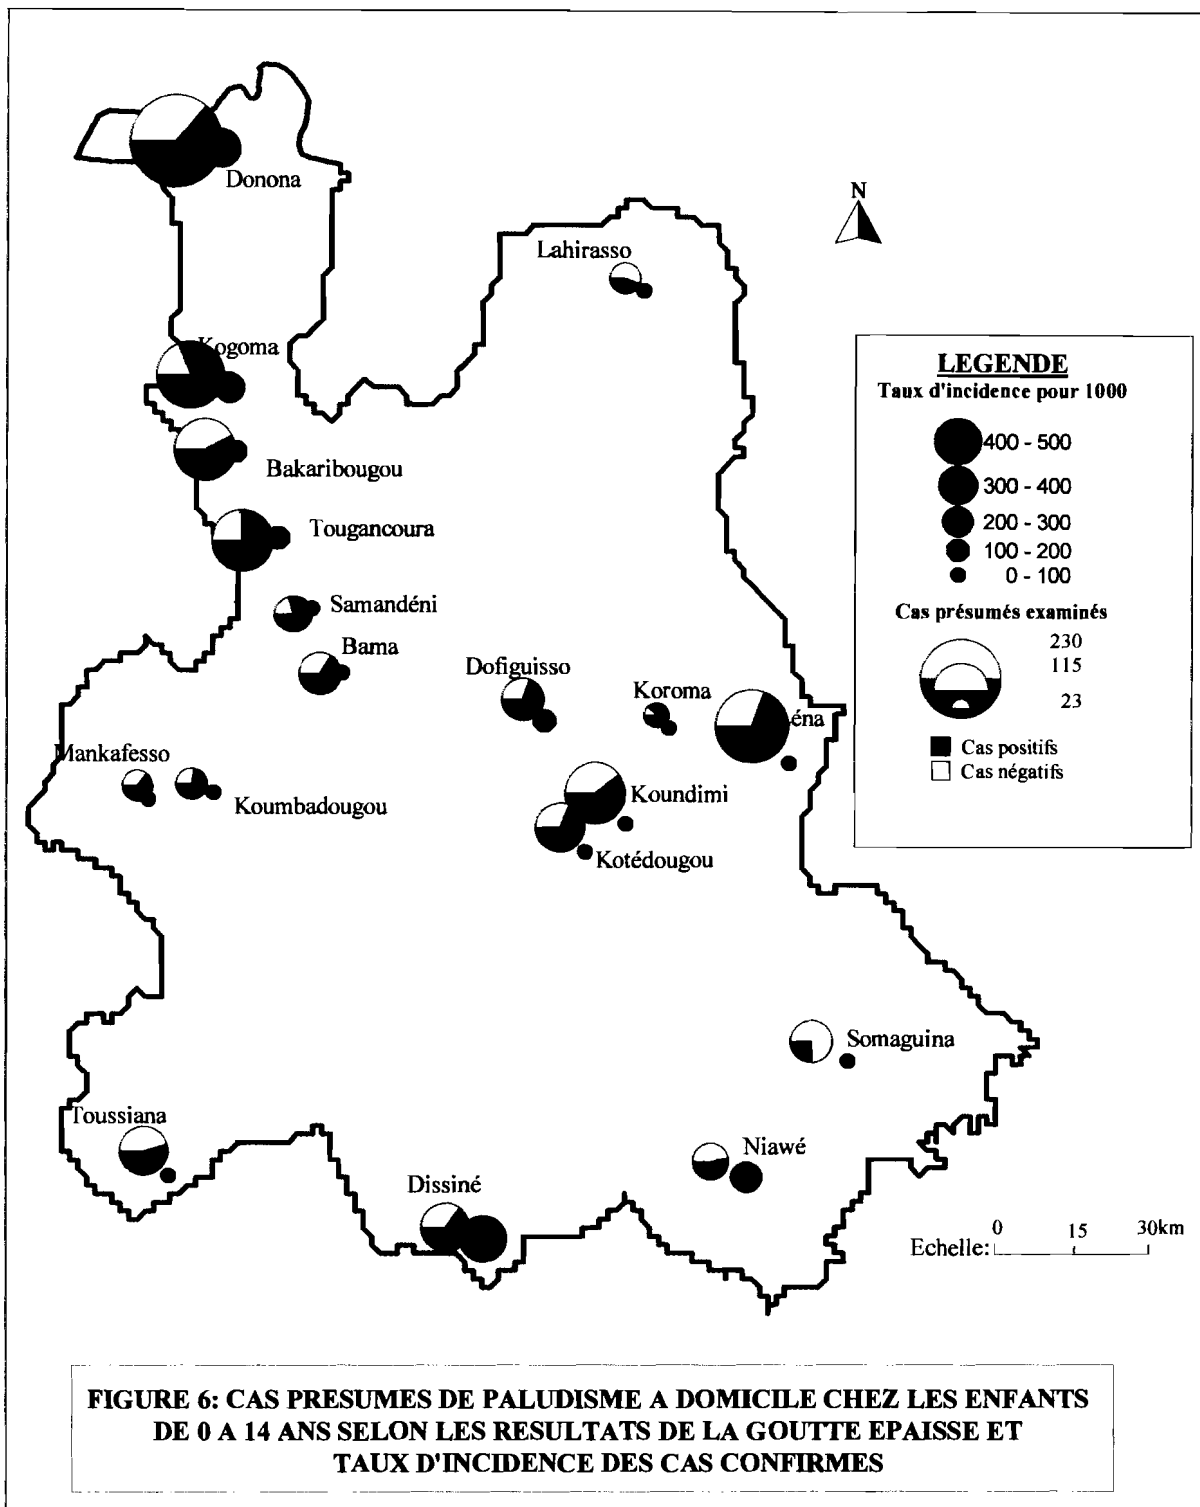 N
Donona
Lahirasso
Kogoma
Bakaribougou
Tougancoura
Samandéni
Bama
Dofiguisso
Koroma
éna
Mankafesso
Koumbadougou
Koundimi
Kotédougou
Somaguina
Toussiana
Niawé
Dissiné
LEGENDE
Taux d'incidence pour 1000
400 - 500
300 - 400
200 - 300
100 - 200
0 - 100
Cas présumés examinés
230
115
23
Cas positifs
Cas négatifs
0 15 30km
Echelle:
FIGURE 6: CAS PRESUMES DE PALUDISME A DOMICILE CHEZ LES ENFANTS
DE 0 A 14 ANS SELON LES RESULTATS DE LA GOUTTE EPAISSE ET
TAUX D'INCIDENCE DES CAS CONFIRMES